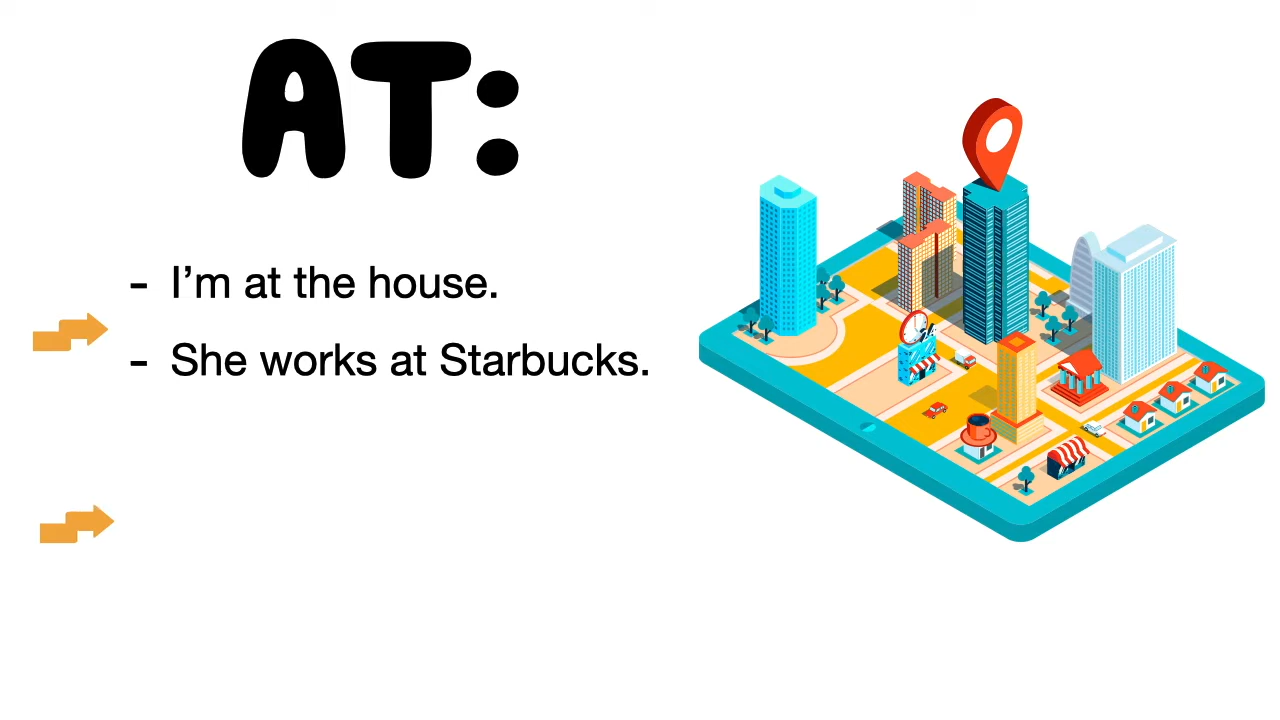 AT:
- I’m at the house.
- She works at Starbucks.